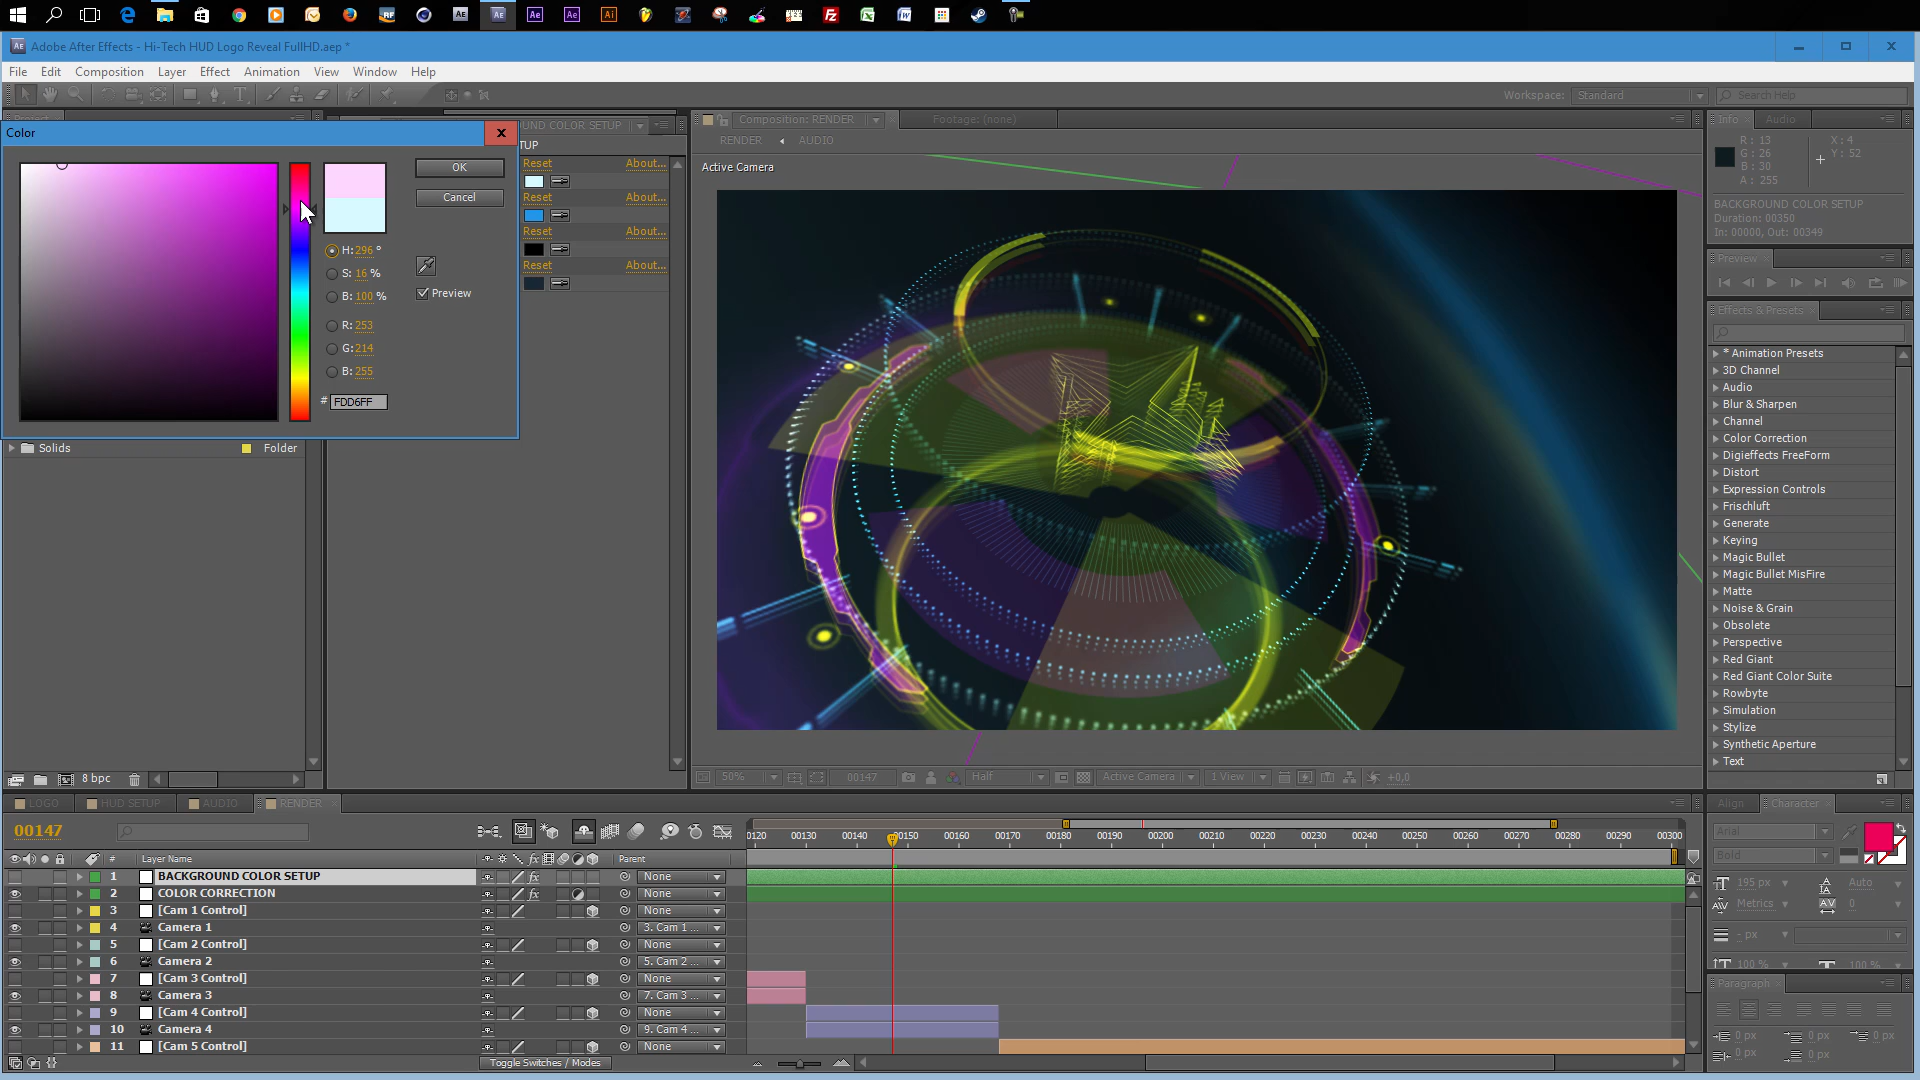 Adobe After Effects - Hi-Tech HUD Logo Reveal FullHD.aep *
File Edit Composition Layer Effect Animation View Window Help
Workspace: Standard Search Help
Color
OND COLOR SETUP
TUP
OK
Cancel
H: 296 °
S: 16 %
B: 100 %
Preview
R: 253
G: 214
B: 255
# FDD6FF
Reset About...
Reset About...
Reset About...
Reset About...
Solids Folder
8 bpc
Composition: RENDER Footage: (none)
RENDER AUDIO
Active Camera
50% 00147 Half Active Camera 1 View +0,0
Info Audio
R: 13 X: 4
G: 26 Y: 52
B: 30
A: 255
BACKGROUND COLOR SETUP
Duration: 00350
In: 00000, Out: 00349
Preview
Effects & Presets
* Animation Presets
3D Channel
Audio
Blur & Sharpen
Channel
Color Correction
Digieffects FreeForm
Distort
Expression Controls
Frischluft
Generate
Keying
Magic Bullet
Magic Bullet MisFire
Matte
Noise & Grain
Obsolete
Perspective
Red Giant
Red Giant Color Suite
Rowbyte
Simulation
Stylize
Synthetic Aperture
Text
LOGO HUD SETUP AUDIO RENDER
00147
0120 00130 00140 00150 00160 00170 00180 00190 00200 00210 00220 00230 00240 00250 00260 00270 00280 00290 00300
# Layer Name Parent
1 BACKGROUND COLOR SETUP fx None
2 COLOR CORRECTION fx None
3 [Cam 1 Control] None
4 Camera 1 3. Cam 1 ...
5 [Cam 2 Control] None
6 Camera 2 5. Cam 2 ...
7 [Cam 3 Control] None
8 Camera 3 7. Cam 3 ...
9 [Cam 4 Control] None
10 Camera 4 9. Cam 4 ...
11 [Cam 5 Control] None
Toggle Switches / Modes
Align Character
Arial
Bold
195 px Auto
Metrics 0
- px
100 % 100 %
Paragraph
0 px 0 px 0 px
0 px 0 px